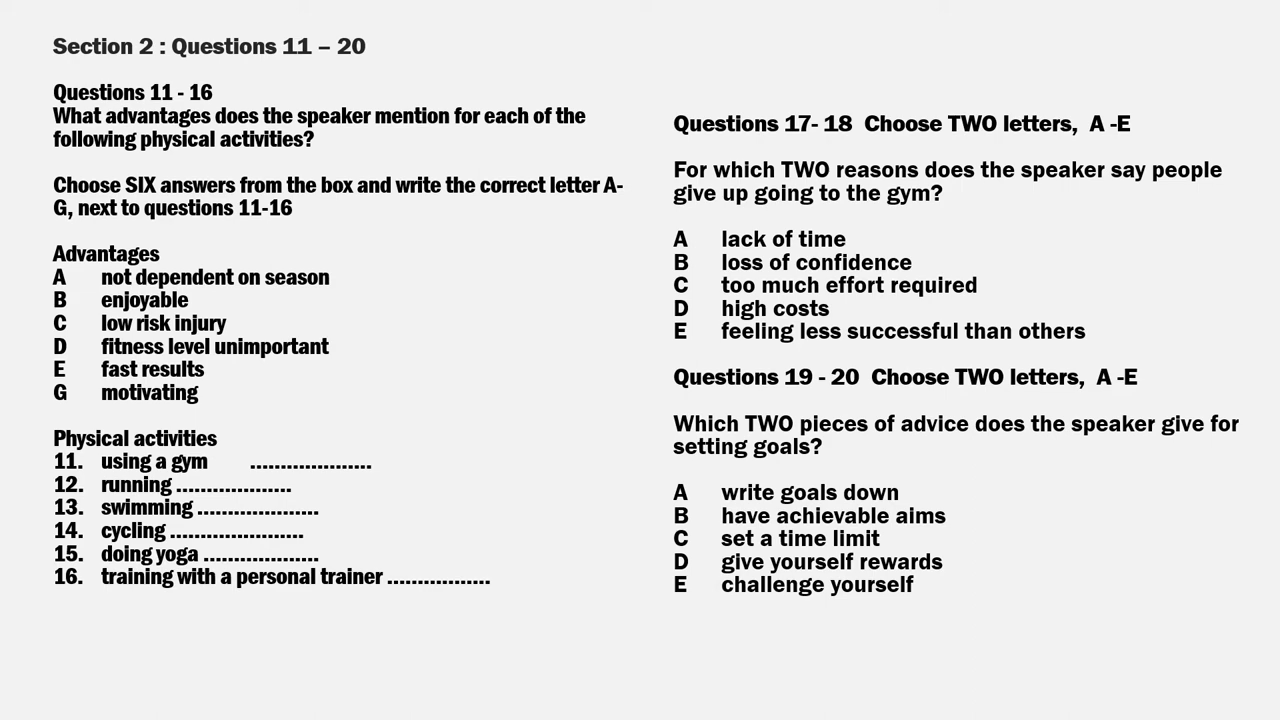 Section 2 : Questions 11 – 20
Questions 11 - 16
What advantages does the speaker mention for each of the
following physical activities?
Choose SIX answers from the box and write the correct letter A-
G, next to questions 11-16
Advantages
A not dependent on season
B enjoyable
C low risk injury
D fitness level unimportant
E fast results
G motivating
Physical activities
11. using a gym ....................
12. running ...................
13. swimming ....................
14. cycling ......................
15. doing yoga ...................
16. training with a personal trainer .................
Questions 17- 18 Choose TWO letters, A -E
For which TWO reasons does the speaker say people
give up going to the gym?
A lack of time
B loss of confidence
C too much effort required
D high costs
E feeling less successful than others
Questions 19 - 20 Choose TWO letters, A -E
Which TWO pieces of advice does the speaker give for
setting goals?
A write goals down
B have achievable aims
C set a time limit
D give yourself rewards
E challenge yourself